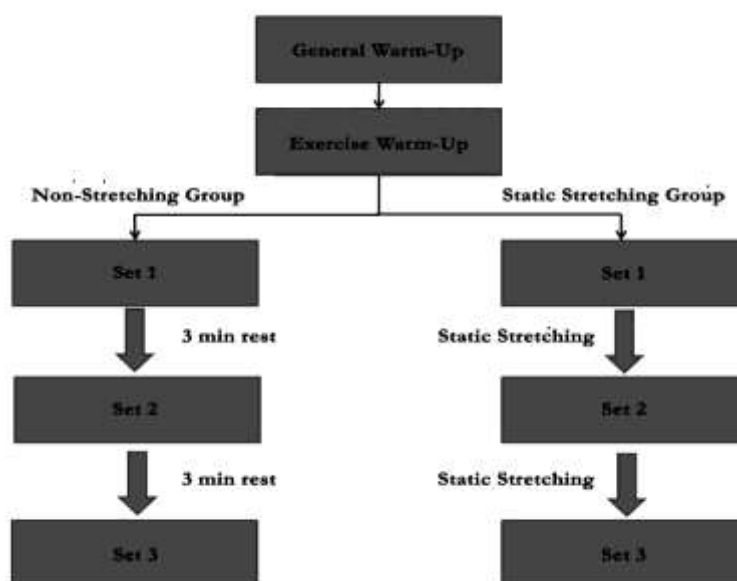 General Warm-Up
Exercise Warm-Up
Non-Stretching Group
Static Stretching Group
Set 1
Set 1
3 min rest
Static Stretching
Set 2
Set 2
3 min rest
Static Stretching
Set 3
Set 3